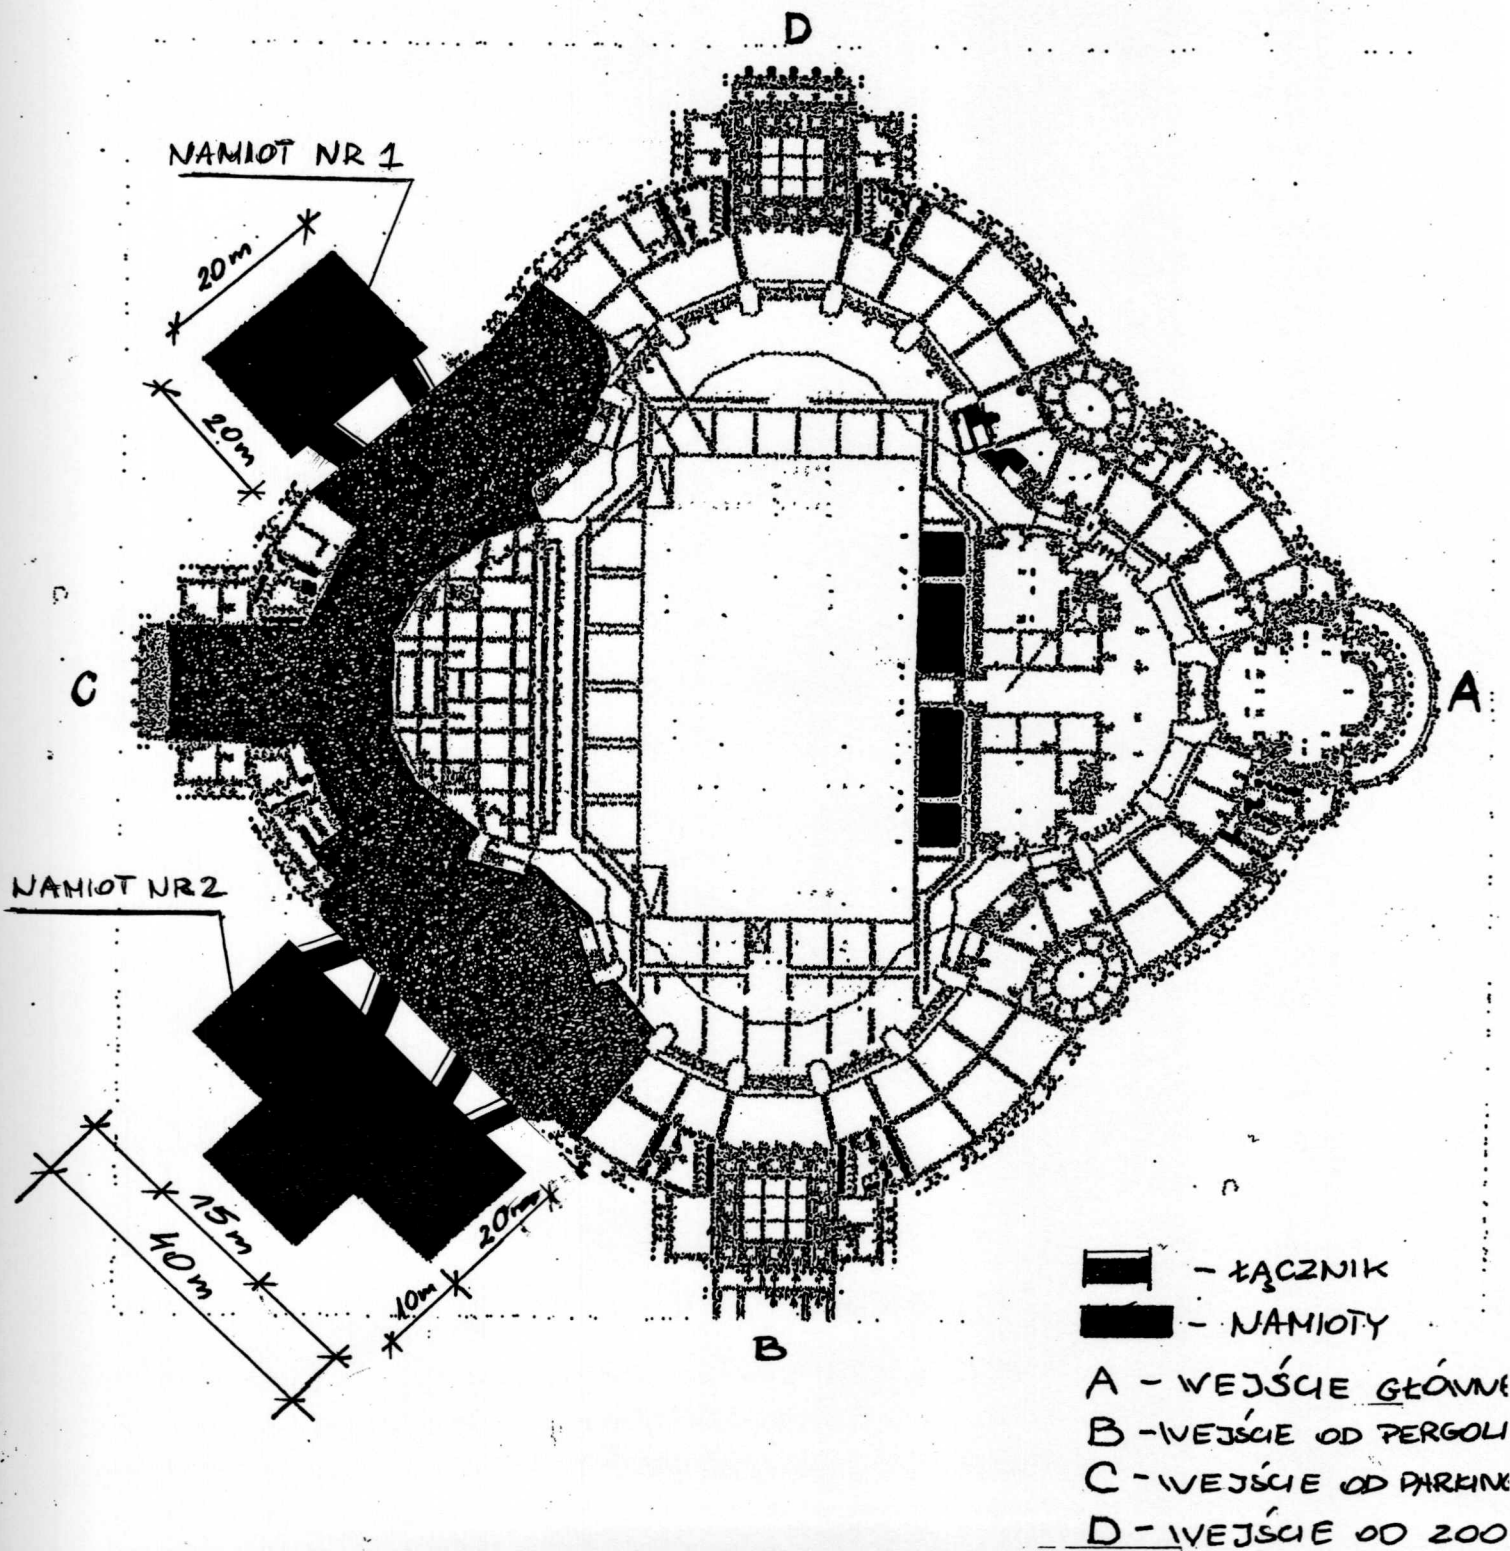 D
NAMIOT NR 1
20m
20m
C
A
NAMIOT NR2
15m
40m
20m
10m
B
- ŁĄCZNIK
- NAMIOTY
A - WEJŚCIE GŁÓWNE
B - WEJŚCIE OD PERGOLI
C - WEJŚCIE OD PARKING
D - WEJŚCIE OD ZOO